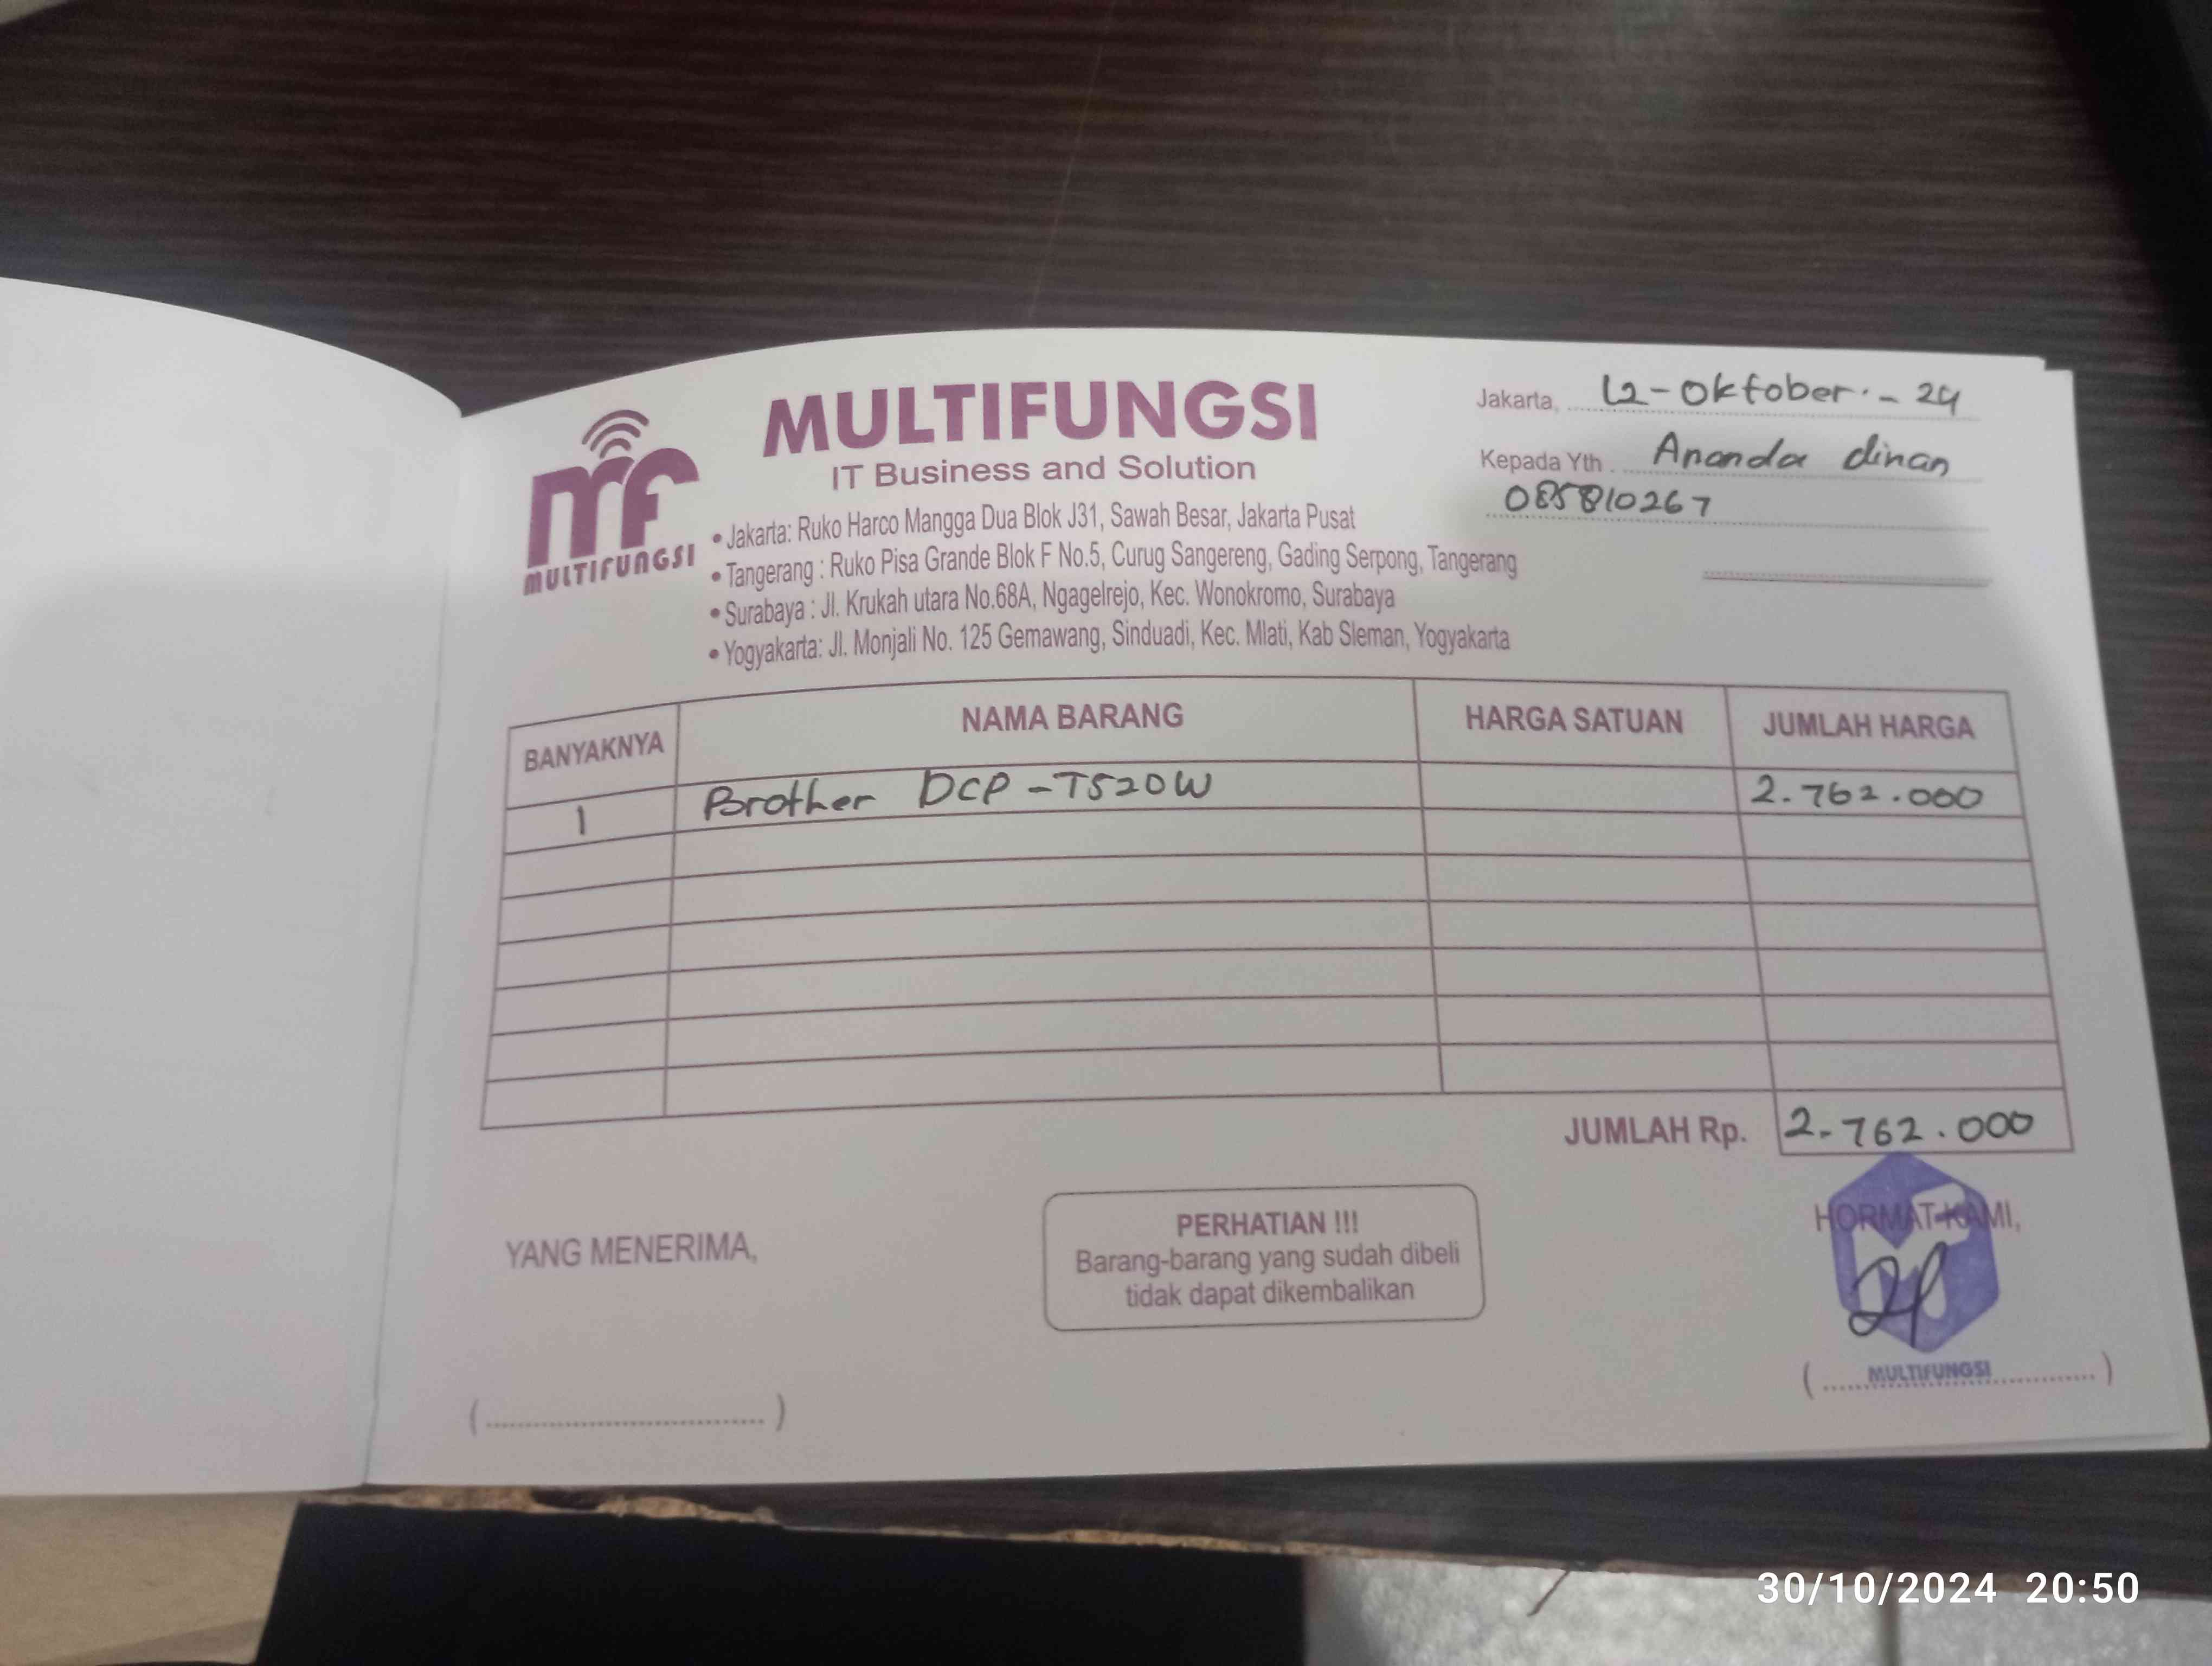 MULTIFUNGSI
IT Business and Solution
mf
MULTIFUNGSI
• Jakarta: Ruko Harco Mangga Dua Blok J31, Sawah Besar, Jakarta Pusat
• Tangerang : Ruko Pisa Grande Blok F No.5, Curug Sangereng, Gading Serpong, Tangerang
• Surabaya : Jl. Krukah utara No.68A, Ngagelrejo, Kec. Wonokromo, Surabaya
• Yogyakarta: Jl. Monjali No. 125 Gemawang, Sinduadi, Kec. Mlati, Kab Sleman, Yogyakarta
Jakarta, 12-Oktober - 24
Kepada Yth. Ananda dinan
085810267
BANYAKNYA NAMA BARANG HARGA SATUAN JUMLAH HARGA
1 Brother DCP-T520W 2.762.000
JUMLAH Rp. 2.762.000
YANG MENERIMA,
PERHATIAN !!!
Barang-barang yang sudah dibeli
tidak dapat dikembalikan
HORMAT KAMI,
MULTIFUNGSI
30/10/2024 20:50